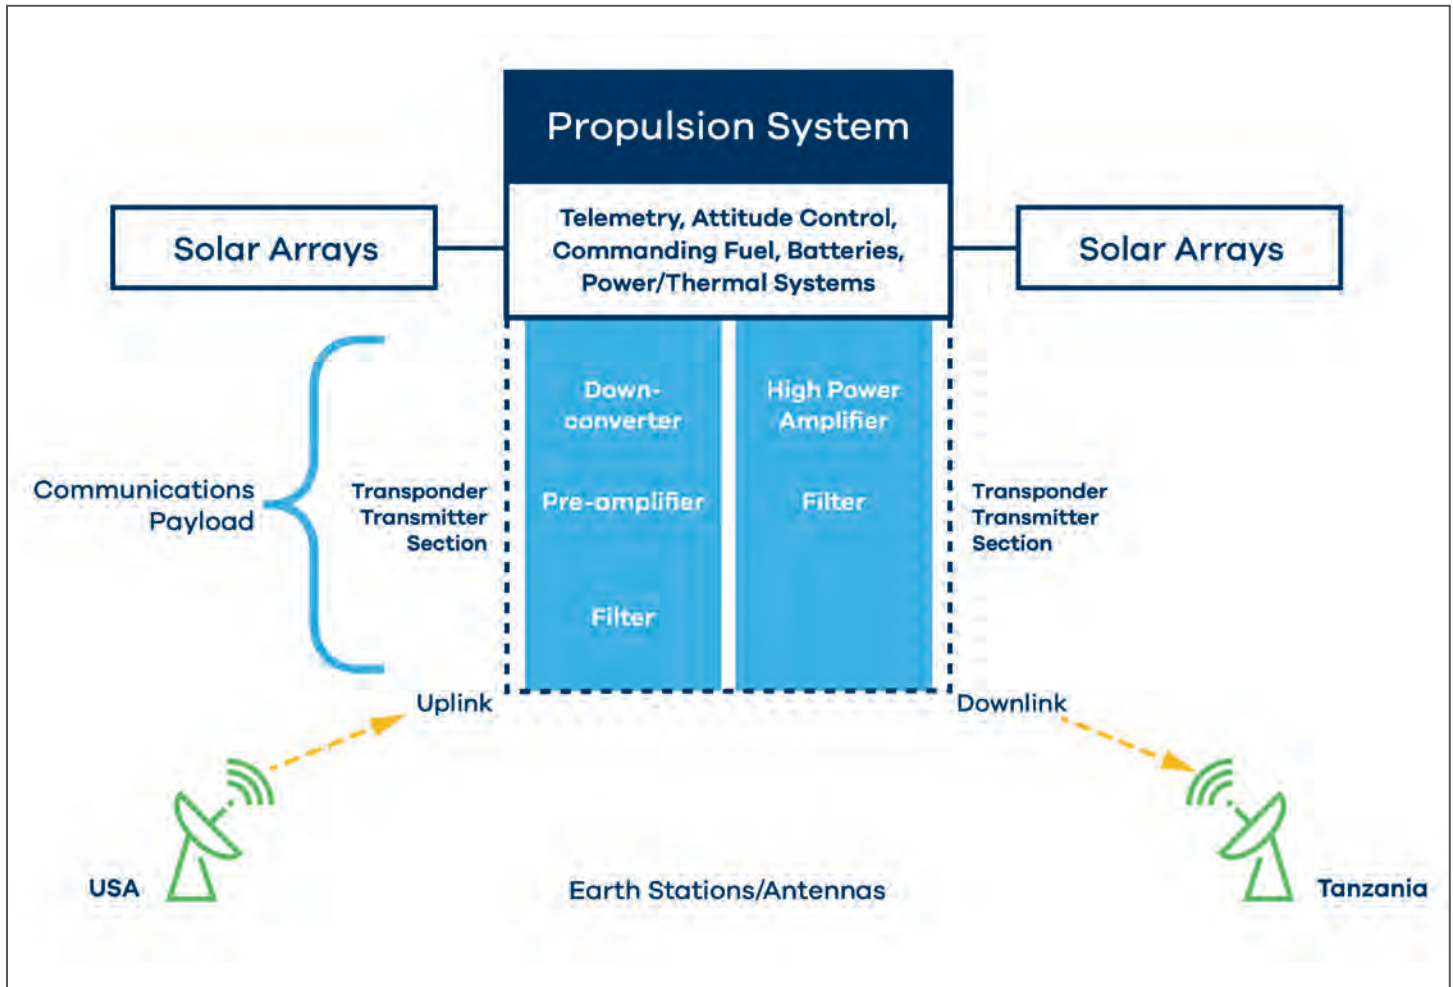 Propulsion System
Telemetry, Attitude Control,
Commanding Fuel, Batteries,
Power/Thermal Systems
Solar Arrays
Solar Arrays
Communications
Payload
Transponder
Transmitter
Section
Down-
converter
Pre-amplifier
Filter
High Power
Amplifier
Filter
Transponder
Transmitter
Section
Uplink
Downlink
USA
Earth Stations/Antennas
Tanzania